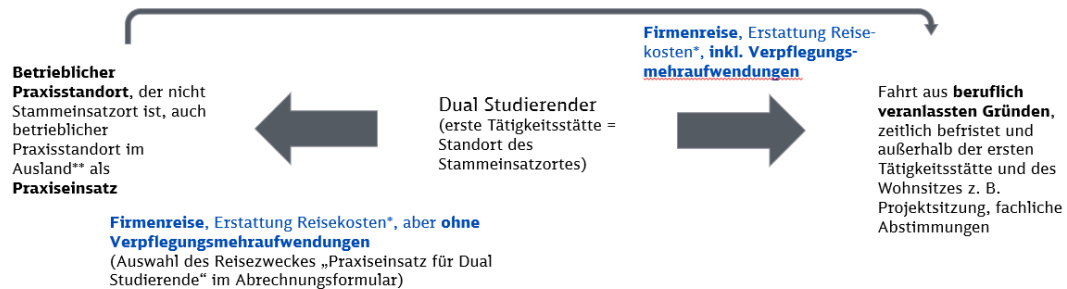 Firmenreise, Erstattung Reise-
kosten*, inkl. Verpflegungs-
mehraufwendungen
Betrieblicher
Praxisstandort, der nicht
Stammeinsatzort ist, auch
betrieblicher
Praxisstandort im
Ausland** als
Praxiseinsatz
Dual Studierender
(erste Tätigkeitsstätte =
Standort des
Stammeinsatzortes)
Fahrt aus beruflich
veranlassten Gründen,
zeitlich befristet und
außerhalb der ersten
Tätigkeitsstätte und des
Wohnsitzes z. B.
Projektsitzung, fachliche
Abstimmungen
Firmenreise, Erstattung Reisekosten*, aber ohne
Verpflegungsmehraufwendungen
(Auswahl des Reisezweckes „Praxiseinsatz für Dual
Studierende“ im Abrechnungsformular)